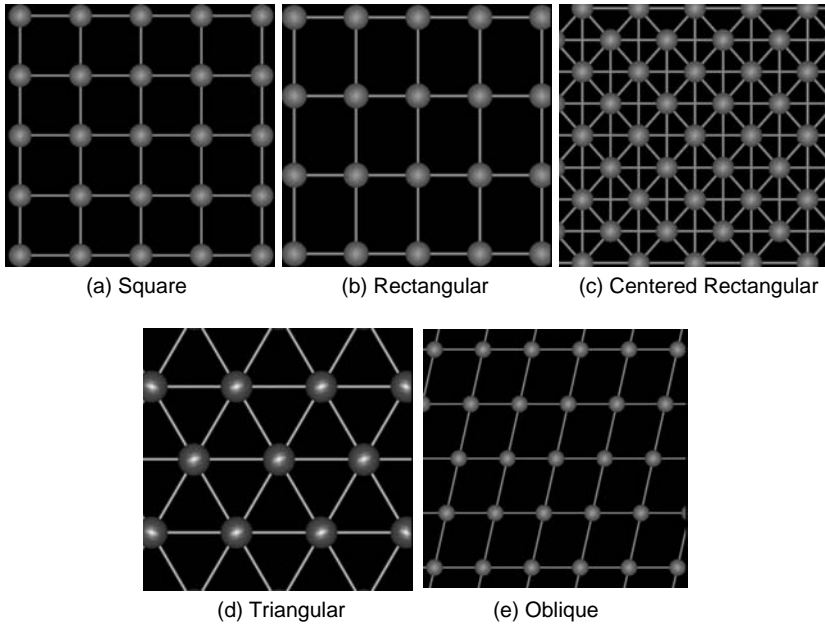 (a) Square
(b) Rectangular
(c) Centered Rectangular
(d) Triangular
(e) Oblique